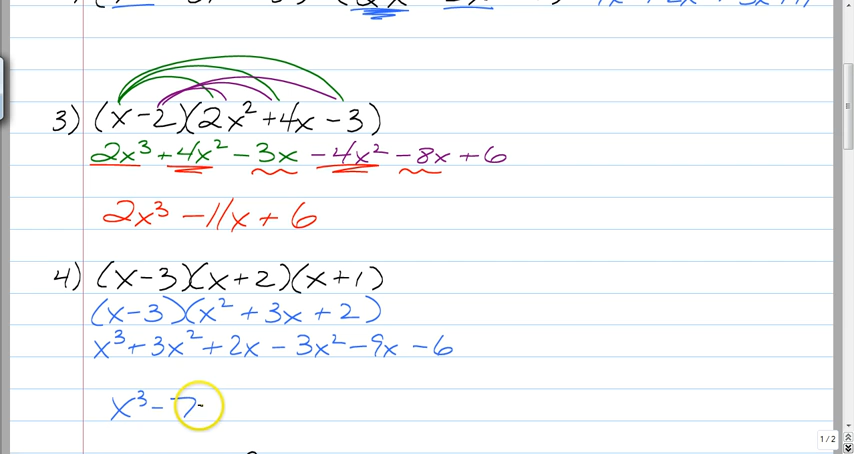 3) (x-2)(2x² + 4x - 3)
2x³ + 4x² - 3x - 4x² - 8x + 6
2x³ - 11x + 6
4) (x-3)(x+2)(x+1)
(x-3)(x² + 3x + 2)
x³ + 3x² + 2x - 3x² - 9x - 6
x³ - 7
1/2